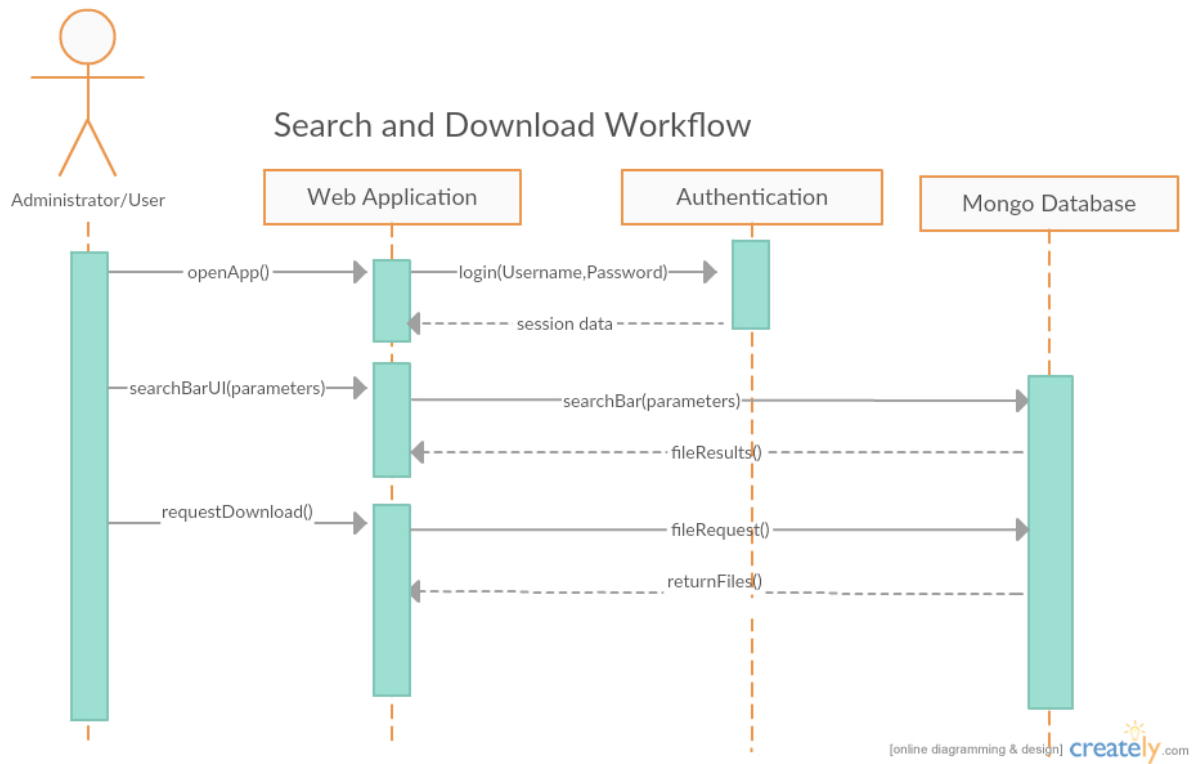 Search and Download Workflow
Administrator/User
Web Application
Authentication
Mongo Database
openApp()
login(Username,Password)
session data
searchBarUI(parameters)
searchBar(parameters)
fileResults()
requestDownload()
fileRequest()
returnFiles()
[online diagramming & design] creately.com